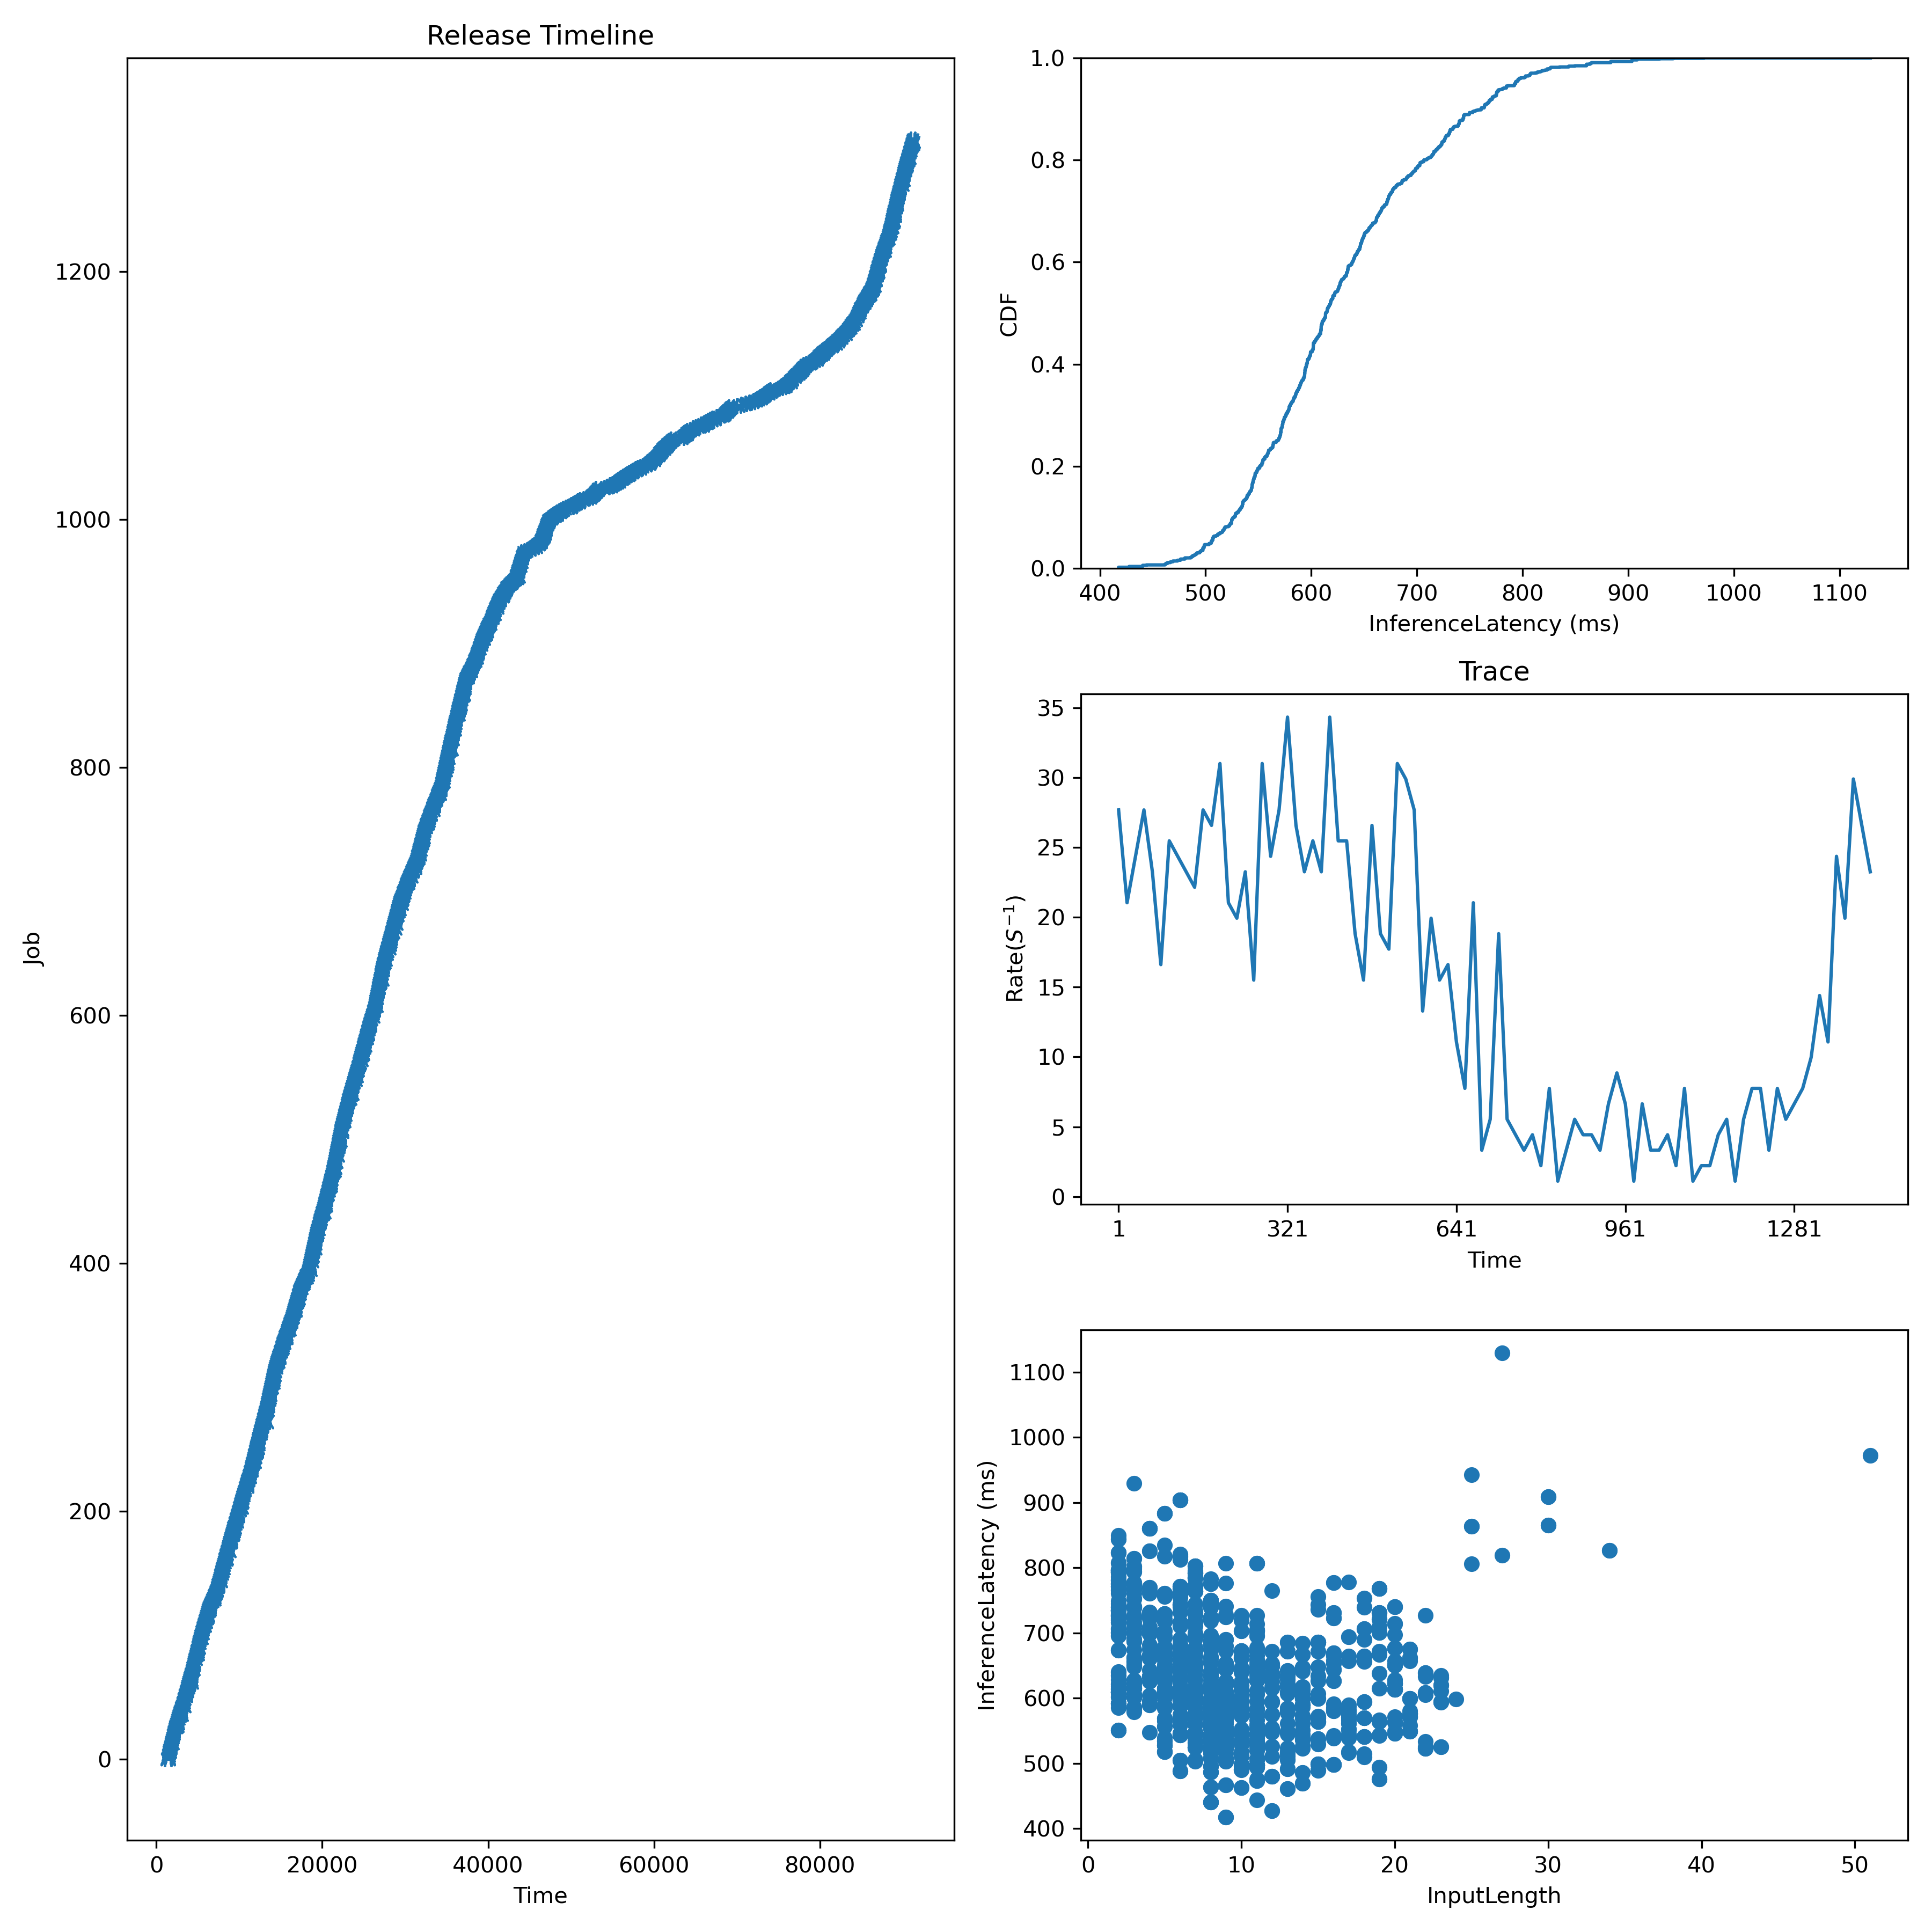 Release Timeline
1200
1000
800
600
400
200
0
Job
0 20000 40000 60000 80000
Time
1.0
0.8
0.6
0.4
0.2
0.0
CDF
400 500 600 700 800 900 1000 1100
InferenceLatency (ms)
Trace
35
30
25
20
15
10
5
0
Rate(S⁻¹)
1 321 641 961 1281
Time
1100
1000
900
800
700
600
500
400
InferenceLatency (ms)
0 10 20 30 40 50
InputLength